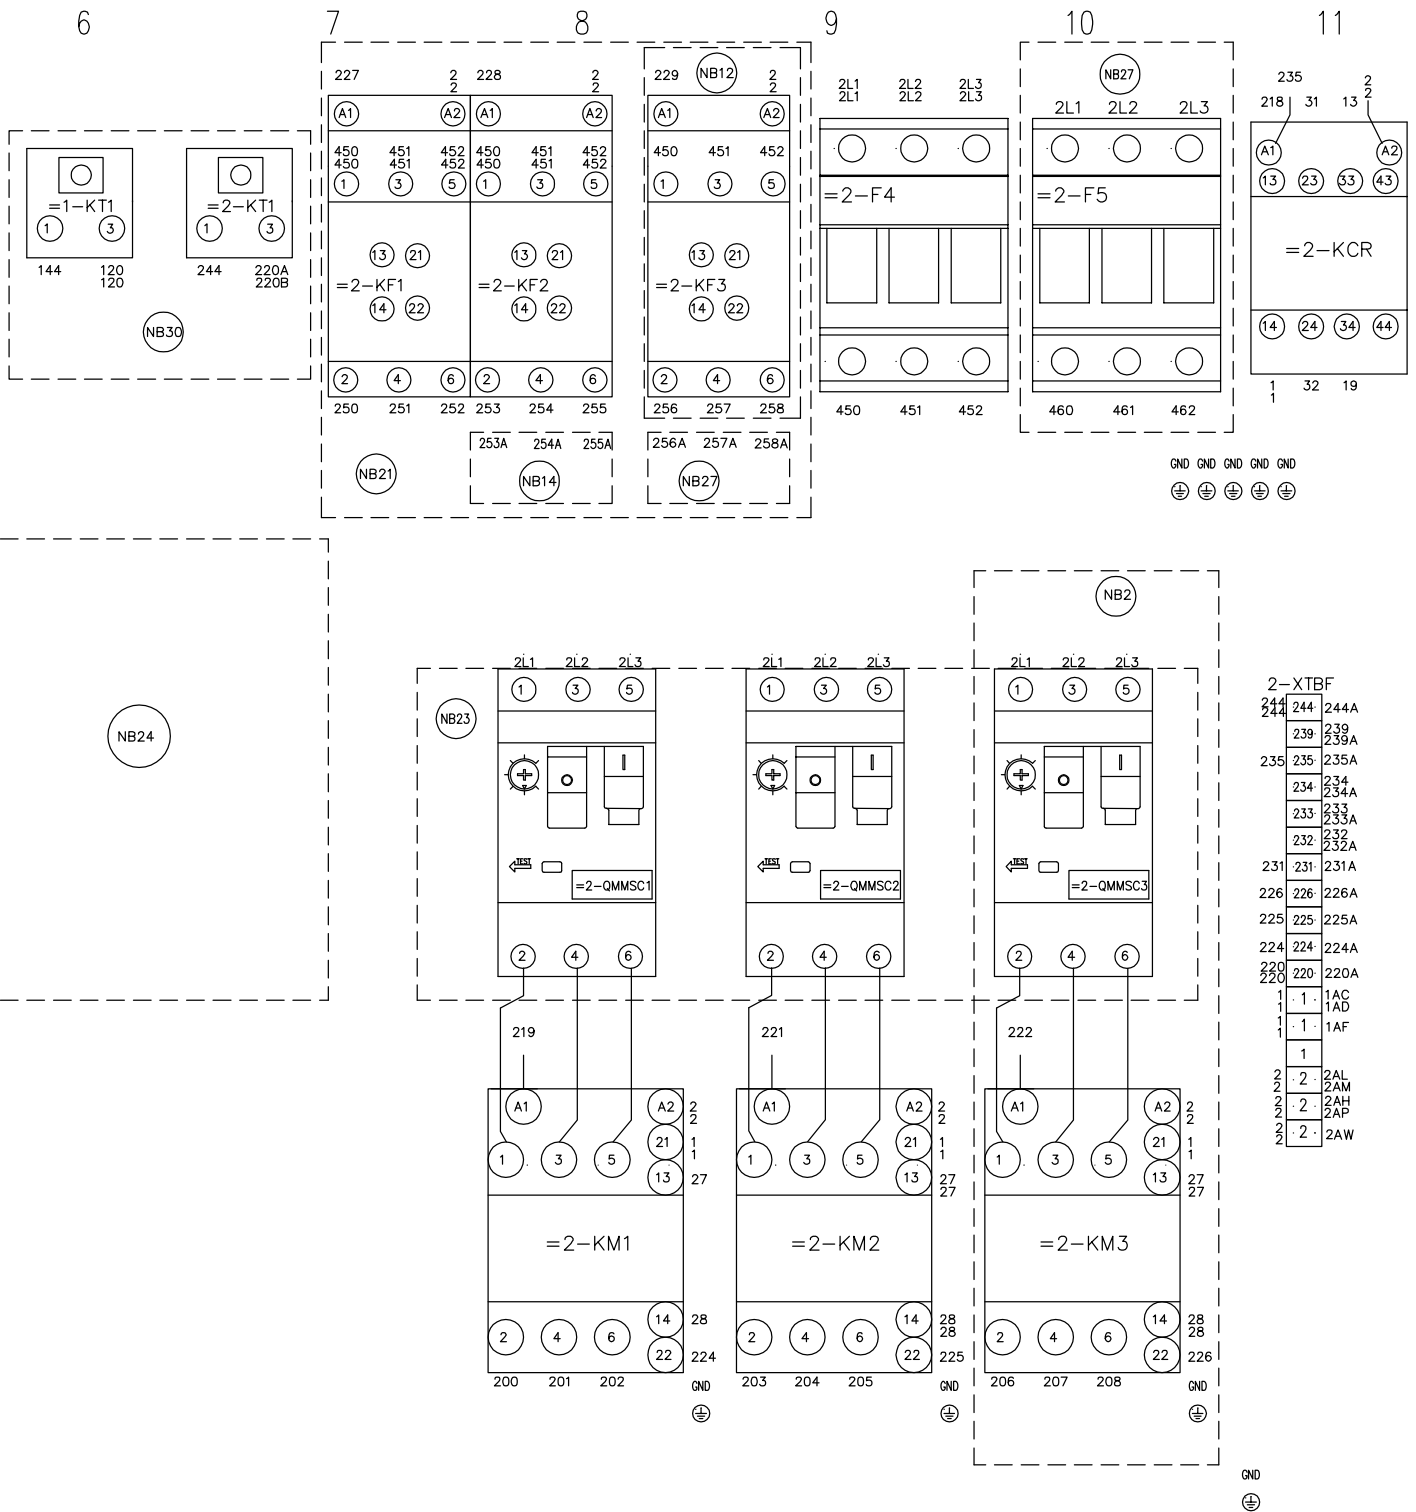 6 7 8 9 10 11
227 2 228 2
2 2
A1 A2 A1 A2
450 451 452 450 451 452
450 451 452 450 451 452
1 3 5 1 3 5
13 21 13 21
=2-KF1 =2-KF2
14 22 14 22
2 4 6 2 4 6
250 251 252 253 254 255
253A 254A 255A
NB21 NB14
229 NB12 2
2
A1 A2
450 451 452
1 3 5
13 21
=2-KF3
14 22
2 4 6
256 257 258
256A 257A 258A
NB27
=1-KT1 =2-KT1
1 3 1 3
144 120 244 220A
120 220B
NB30
2L1 2L2 2L3
2L1 2L2 2L3
=2-F4
450 451 452
NB27
2L1 2L2 2L3
=2-F5
460 461 462
235 2
2
218 31 13
A1 A2
13 23 33 43
=2-KCR
14 24 34 44
1 32 19
1
GND GND GND GND GND
NB24
NB23
NB2
2L1 2L2 2L3
1 3 5
TEST
=2-QMMSC1
2 4 6
219
A1 A2 2
2
21 1
1
1 3 5
13 27
=2-KM1
14 28
2 4 6
22 224
200 201 202
GND
2L1 2L2 2L3
1 3 5
TEST
=2-QMMSC2
2 4 6
221
A1 A2 2
2
21 1
1
1 3 5
13 27
27
=2-KM2
14 28
28
2 4 6
22 225
203 204 205
GND
2L1 2L2 2L3
1 3 5
TEST
=2-QMMSC3
2 4 6
222
A1 A2 2
2
21 1
1
1 3 5
13 27
27
=2-KM3
14 28
28
2 4 6
22 226
206 207 208
GND
GND
2-XTBF
244
244 244 244A
239 239
239A
235 235 235A
234 234
234A
233 233
233A
232 232
232A
231 231 231A
226 226 226A
225 225 225A
224 224 224A
220
220 220 220A
1 1 1AC
1 1AD
1 1 1AF
1
1
2 2 2AL
2 2AM
2 2 2AH
2 2AP
2 2 2AW
2